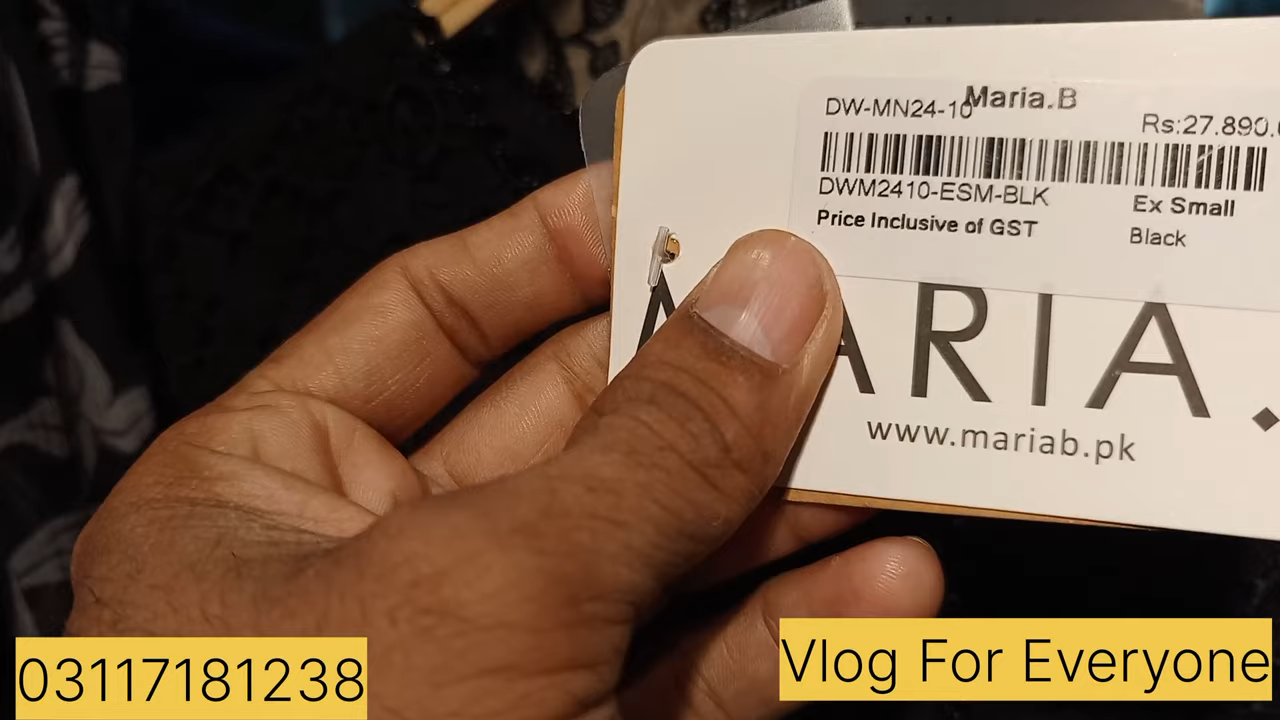 Maria.B
DW-MN24-10
Rs:27.890.
DWM2410-ESM-BLK
Ex Small
Price Inclusive of GST
Black
ARIA.
www.mariab.pk
03117181238
Vlog For Everyone